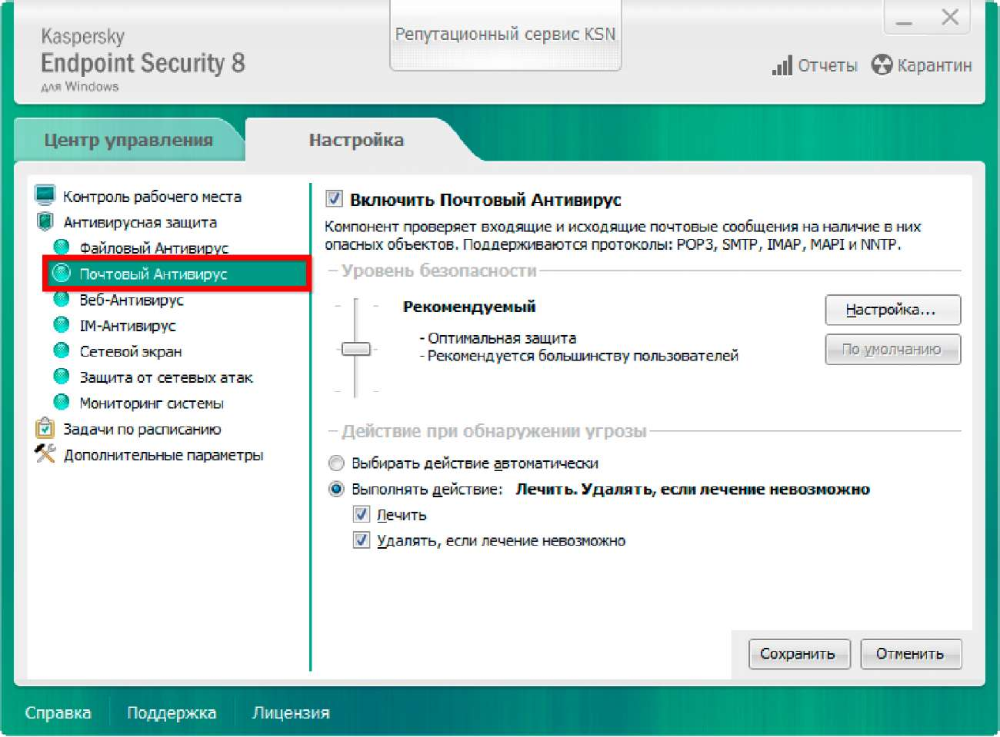 Kaspersky
Endpoint Security 8
для Windows
Репутационный сервис KSN
Отчеты
Карантин
Центр управления
Настройка
Контроль рабочего места
Антивирусная защита
Файловый Антивирус
Почтовый Антивирус
Веб-Антивирус
IM-Антивирус
Сетевой экран
Защита от сетевых атак
Мониторинг системы
Задачи по расписанию
Дополнительные параметры
Включить Почтовый Антивирус
Компонент проверяет входящие и исходящие почтовые сообщения на наличие в них
опасных объектов. Поддерживаются протоколы: POP3, SMTP, IMAP, MAPI и NNTP.
Уровень безопасности
Рекомендуемый
- Оптимальная защита
- Рекомендуется большинству пользователей
Настройка...
По умолчанию
Действие при обнаружении угрозы
Выбирать действие автоматически
Выполнять действие: Лечить. Удалять, если лечение невозможно
Лечить
Удалять, если лечение невозможно
Сохранить
Отменить
Справка
Поддержка
Лицензия